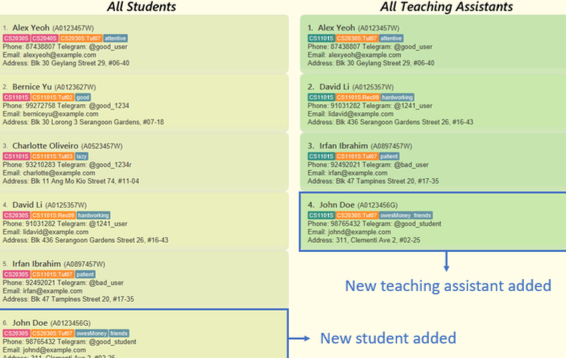 All Students
1. Alex Yeoh (A0123457W)
CS2030S CS2040S CS2030S Tut07 attentive
Phone: 87438807 Telegram: @good_user
Email: alexyeoh@example.com
Address: Blk 30 Geylang Street 29, #06-40
2. Bernice Yu (A0123627W)
CS1101S CS1101S Tut02 good
Phone: 99272758 Telegram: @good_1234
Email: berniceyu@example.com
Address: Blk 30 Lorong 3 Serangoon Gardens, #07-18
3. Charlotte Oliveiro (A0523457W)
CS1101S CS1101S Tut03 lazy
Phone: 93210283 Telegram: @good_1234r
Email: charlotte@example.com
Address: Blk 11 Ang Mo Kio Street 74, #11-04
4. David Li (A0125357W)
CS1101S CS1101S Rec09 hardworking
Phone: 91031282 Telegram: @1241_user
Email: lidavid@example.com
Address: Blk 436 Serangoon Gardens Street 26, #16-43
5. Irfan Ibrahim (A0897457W)
CS2030S CS2030S Tut07 patient
Phone: 92492021 Telegram: @bad_user
Email: irfan@example.com
Address: Blk 47 Tampines Street 20, #17-35
6. John Doe (A0123456G)
CS2030S CS2030S Tut07 owesMoney friends
Phone: 98765432 Telegram: @good_student
Email: johnd@example.com
Address: 311, Clementi Ave 2, #02-25
New student added
All Teaching Assistants
1. Alex Yeoh (A0123457W)
CS1101S CS2030S Tut07 attentive
Phone: 87438807 Telegram: @good_user
Email: alexyeoh@example.com
Address: Blk 30 Geylang Street 29, #06-40
2. David Li (A0125357W)
CS1101S CS1101S Rec09 hardworking
Phone: 91031282 Telegram: @1241_user
Email: lidavid@example.com
Address: Blk 436 Serangoon Gardens Street 26, #16-43
3. Irfan Ibrahim (A0897457W)
CS1101S CS2030S Tut07 patient
Phone: 92492021 Telegram: @bad_user
Email: irfan@example.com
Address: Blk 47 Tampines Street 20, #17-35
4. John Doe (A0123456G)
CS1101S CS2030S Tut07 owesMoney friends
Phone: 98765432 Telegram: @good_student
Email: johnd@example.com
Address: 311, Clementi Ave 2, #02-25
New teaching assistant added